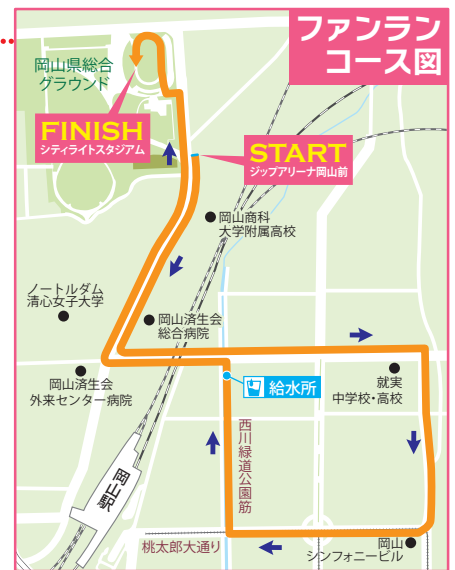 ファンラン
コース図
岡山県総合
グラウンド
FINISH
シティライトスタジアム
START
ジップアリーナ岡山前
岡山商科
大学附属高校
ノートルダム
清心女子大学
岡山済生会
総合病院
岡山済生会
外来センター病院
給水所
就実
中学校・高校
西川緑道公園筋
岡山駅
桃太郎大通り
岡山
シンフォニービル